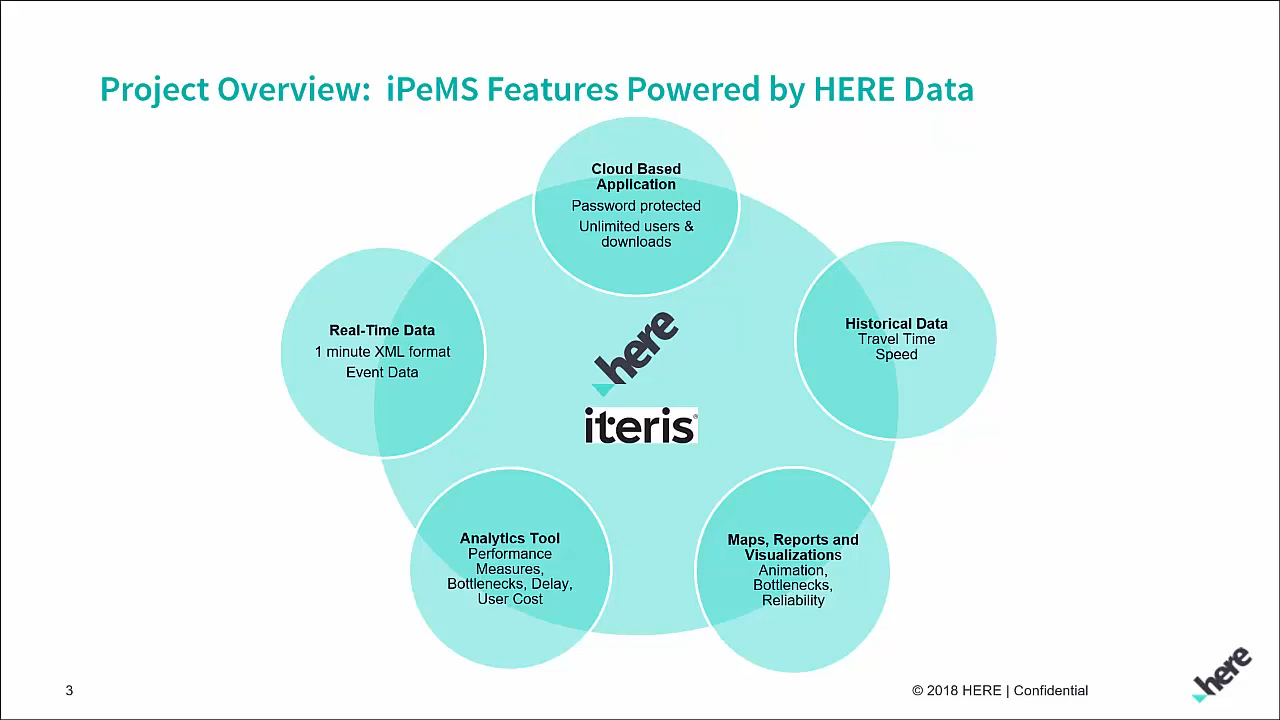 Project Overview:  iPeMS Features Powered by HERE Data
Cloud Based
Application
Password protected
Unlimited users &
downloads
Real-Time Data
1 minute XML format
Event Data
Historical Data
Travel Time
Speed
here
iteris®
Analytics Tool
Performance
Measures,
Bottlenecks, Delay,
User Cost
Maps, Reports and
Visualizations
Animation,
Bottlenecks,
Reliability
3
© 2018 HERE | Confidential
here